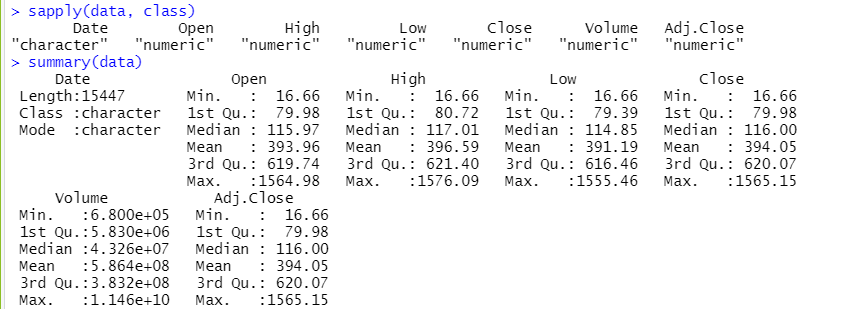 > sapply(data, class)
Date Open High Low Close Volume Adj.Close
"character" "numeric" "numeric" "numeric" "numeric" "numeric" "numeric"
> summary(data)
Date Open High Low Close
Length:15447 Min. : 16.66 Min. : 16.66 Min. : 16.66 Min. : 16.66
Class :character 1st Qu.: 79.98 1st Qu.: 80.72 1st Qu.: 79.39 1st Qu.: 79.98
Mode :character Median : 115.97 Median : 117.01 Median : 114.85 Median : 116.00
Mean : 393.96 Mean : 396.59 Mean : 391.19 Mean : 394.05
3rd Qu.: 619.74 3rd Qu.: 621.40 3rd Qu.: 616.46 3rd Qu.: 620.07
Max. :1564.98 Max. :1576.09 Max. :1555.46 Max. :1565.15
Volume Adj.Close
Min. :6.800e+05 Min. : 16.66
1st Qu.:5.830e+06 1st Qu.: 79.98
Median :4.326e+07 Median : 116.00
Mean :5.864e+08 Mean : 394.05
3rd Qu.:3.832e+08 3rd Qu.: 620.07
Max. :1.146e+10 Max. :1565.15